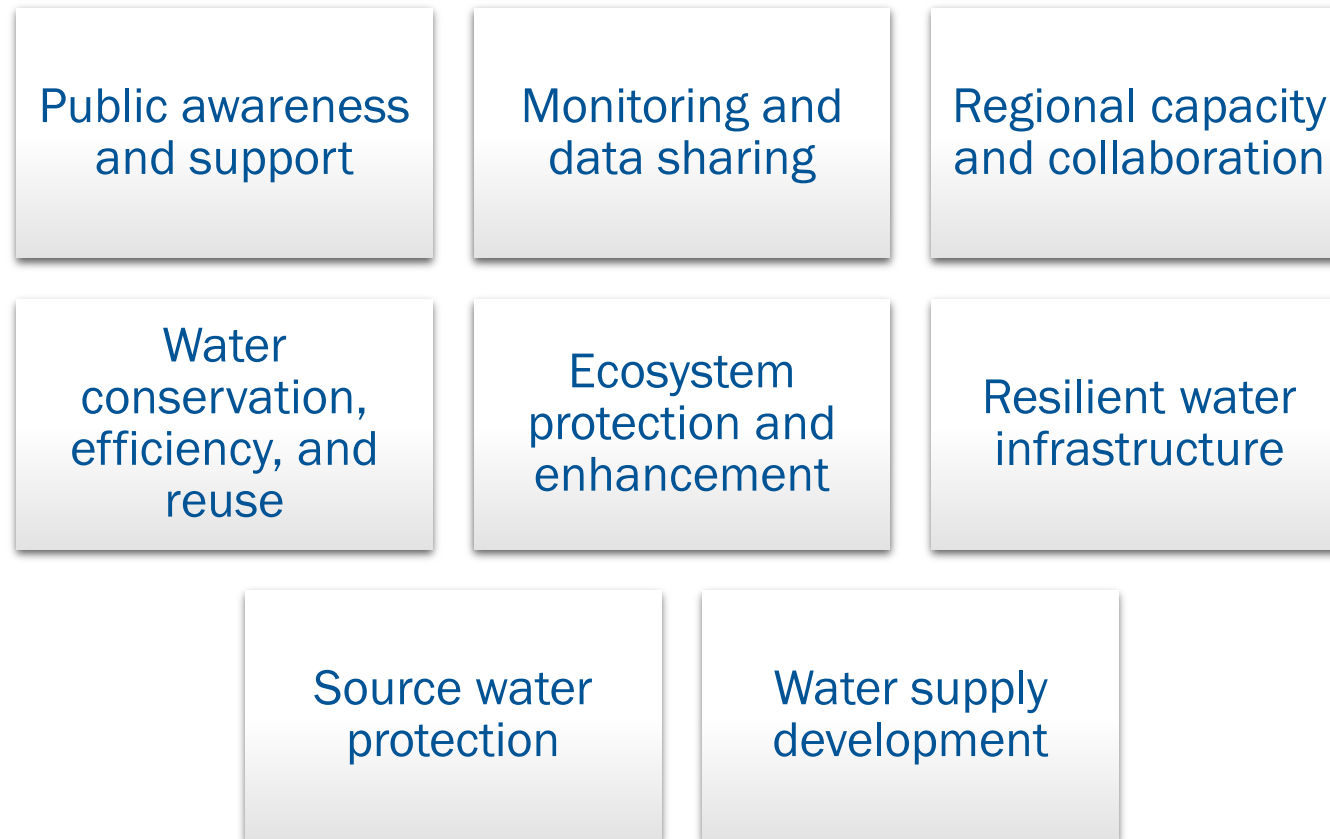 Public awareness
and support
Monitoring and
data sharing
Regional capacity
and collaboration
Water
conservation,
efficiency, and
reuse
Ecosystem
protection and
enhancement
Resilient water
infrastructure
Source water
protection
Water supply
development